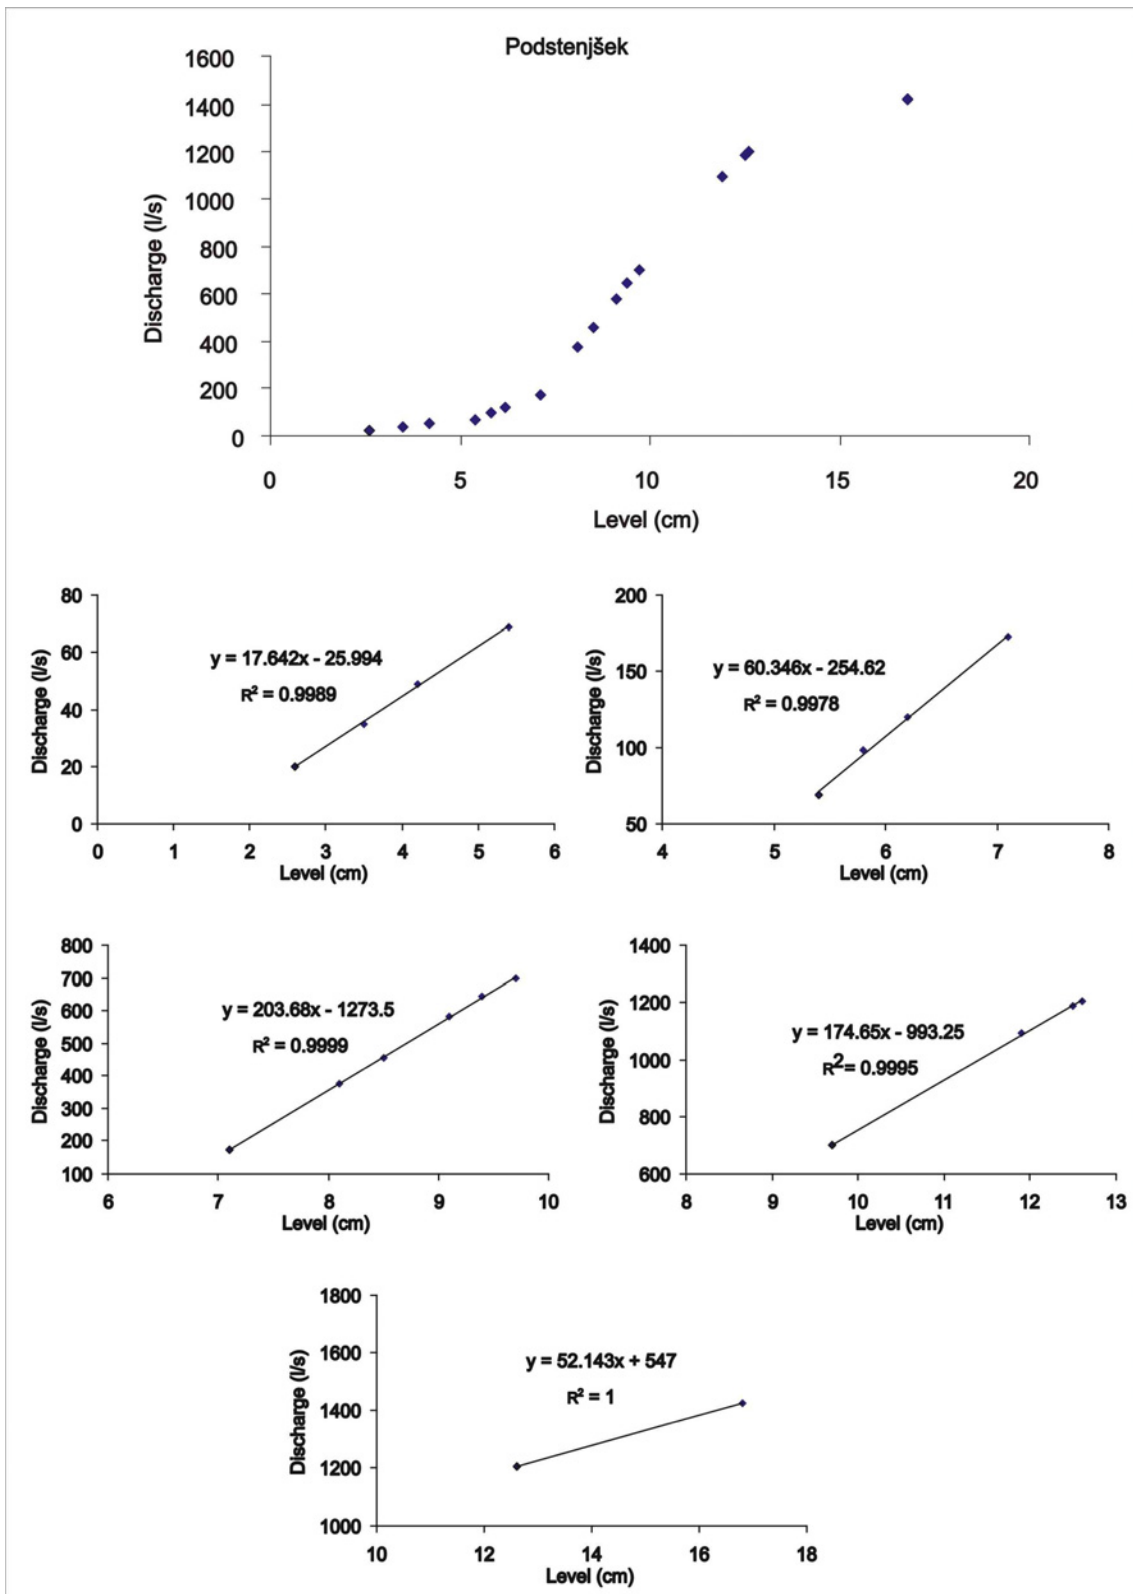 Podstenjšek
1600
1400
1200
1000
800
600
400
200
0
Discharge (l/s)
0 5 10 15 20
Level (cm)
80
60
40
20
0
Discharge (l/s)
y = 17.642x - 25.994
R² = 0.9989
0 1 2 3 4 5 6
Level (cm)
200
150
100
50
Discharge (l/s)
y = 60.346x - 254.62
R² = 0.9978
4 5 6 7 8
Level (cm)
800
700
600
500
400
300
200
100
Discharge (l/s)
y = 203.68x - 1273.5
R² = 0.9999
6 7 8 9 10
Level (cm)
1400
1200
1000
800
600
Discharge (l/s)
y = 174.65x - 993.25
R2 = 0.9995
8 9 10 11 12 13
Level (cm)
1800
1600
1400
1200
1000
Discharge (l/s)
y = 52.143x + 547
R² = 1
10 12 14 16 18
Level (cm)